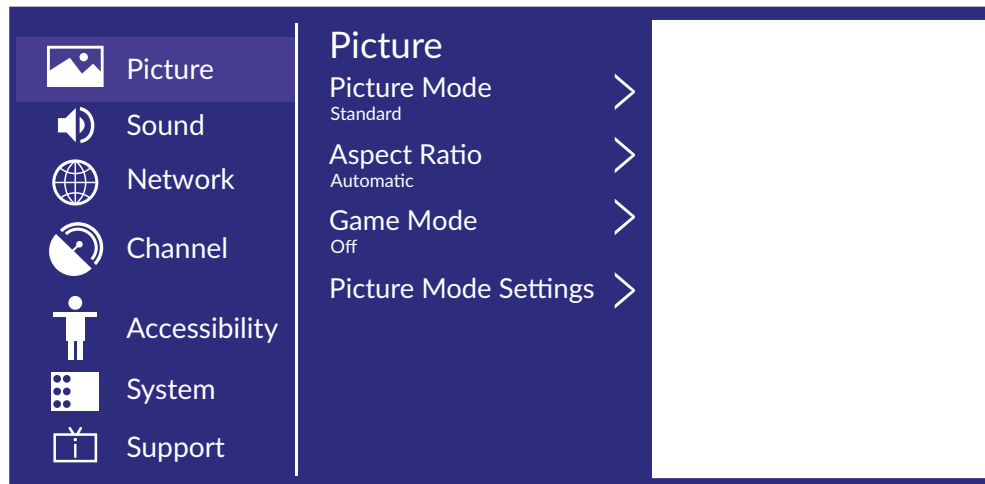 Picture
Sound
Network
Channel
Accessibility
System
Support
Picture
Picture Mode
Standard
Aspect Ratio
Automatic
Game Mode
Off
Picture Mode Settings